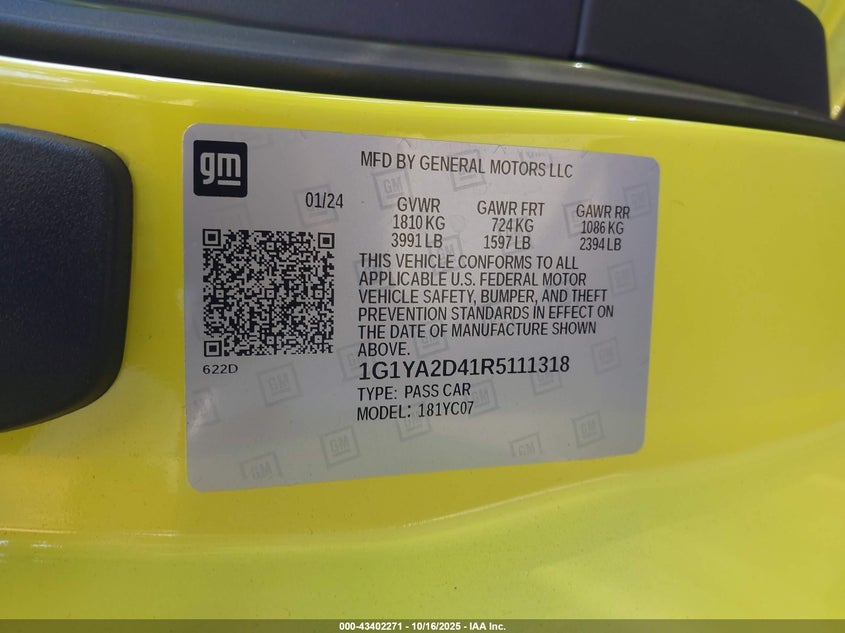 gm
MFD BY GENERAL MOTORS LLC
01/24
GVWR
1810 KG
3991 LB
GAWR FRT
724 KG
1597 LB
GAWR RR
1086 KG
2394 LB
THIS VEHICLE CONFORMS TO ALL
APPLICABLE U.S. FEDERAL MOTOR
VEHICLE SAFETY, BUMPER, AND THEFT
PREVENTION STANDARDS IN EFFECT ON
THE DATE OF MANUFACTURE SHOWN
ABOVE.
622D
1G1YA2D41R5111318
TYPE: PASS CAR
MODEL: 181YC07
000-43402271 - 10/16/2025 - IAA Inc.